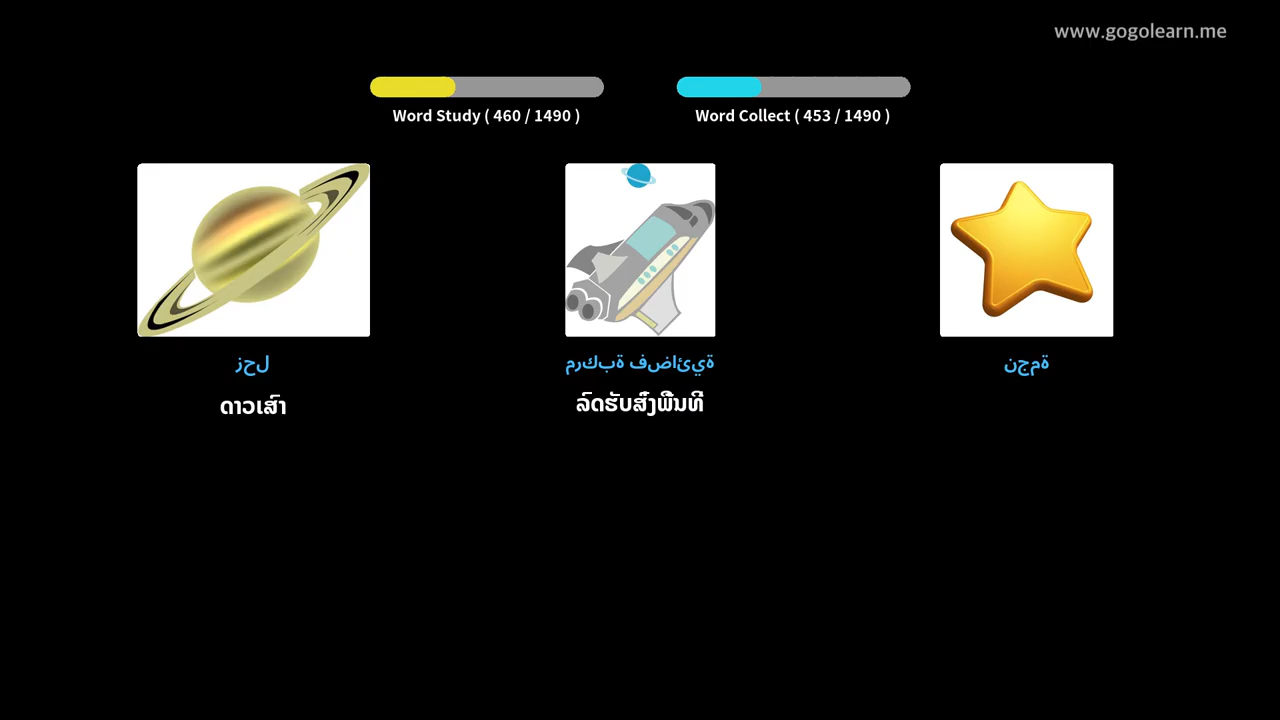 www.gogolearn.me
Word Study ( 460 / 1490 )
Word Collect ( 453 / 1490 )
زحل
مركبة فضائية
نجمة
ດາວເສົາ
ລົດຮັບສົ່ງພື້ນທີ່